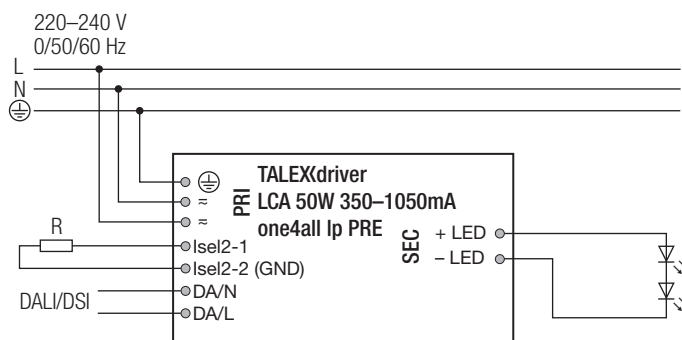 220–240 V
0/50/60 Hz
L
N
TALEXXdriver
LCA 50W 350–1050mA
one4all lp PRE
PRI
≂
≂
R
Isel2-1
Isel2-2 (GND)
DALI/DSI
DA/N
DA/L
SEC
+ LED
– LED